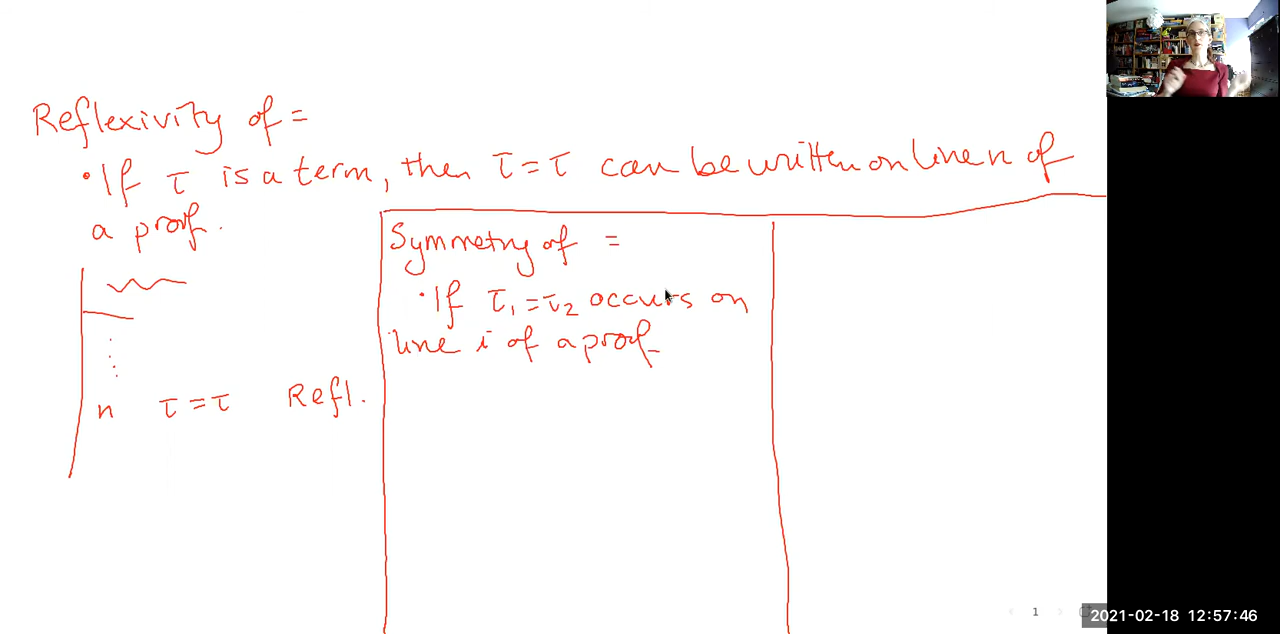 Reflexivity of =
• If τ is a term, then τ = τ can be written on line n of
a proof.
n τ = τ Refl.
Symmetry of =
• If τ₁ = τ₂ occurs on
line i of a proof
1
2021-02-18 12:57:46